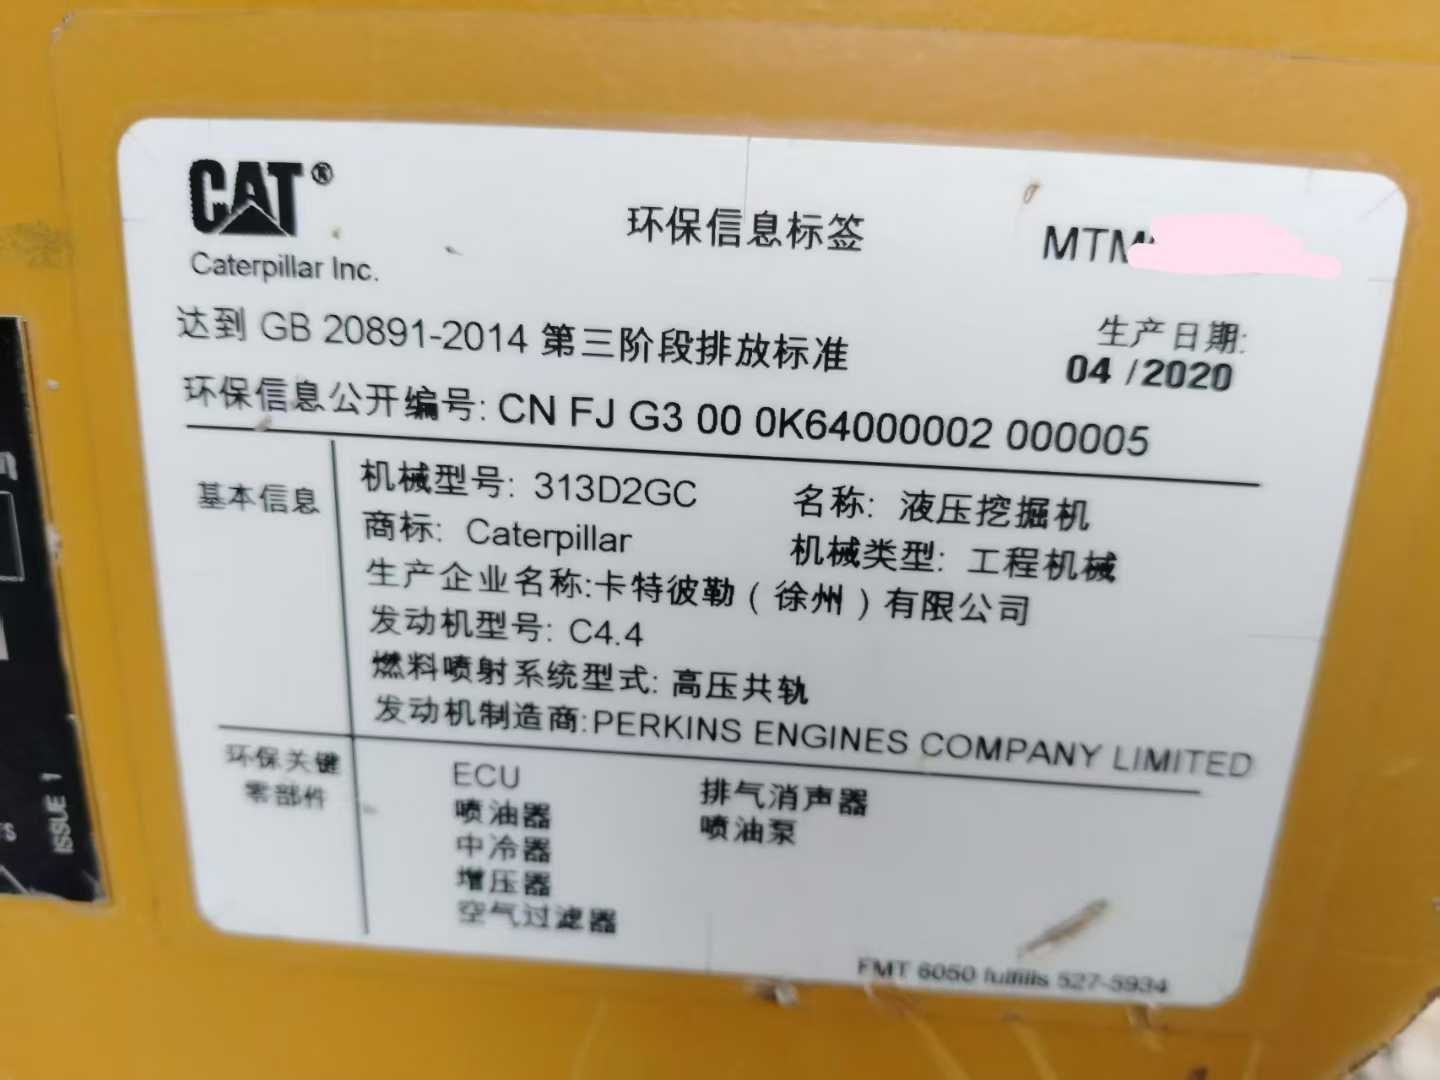 CAT®
Caterpillar Inc.
环保信息标签
MTM
达到 GB 20891-2014 第三阶段排放标准
生产日期:
04 /2020
环保信息公开编号: CN FJ G3 00 0K64000002 000005
基本信息
机械型号: 313D2GC 名称: 液压挖掘机
商标: Caterpillar 机械类型: 工程机械
生产企业名称:卡特彼勒（徐州）有限公司
发动机型号: C4.4
燃料喷射系统型式: 高压共轨
发动机制造商:PERKINS ENGINES COMPANY LIMITED
环保关键
零部件
ECU 排气消声器
喷油器 喷油泵
中冷器
增压器
空气过滤器
FMT 6050 fulfills 527-5934
ISSUE 1